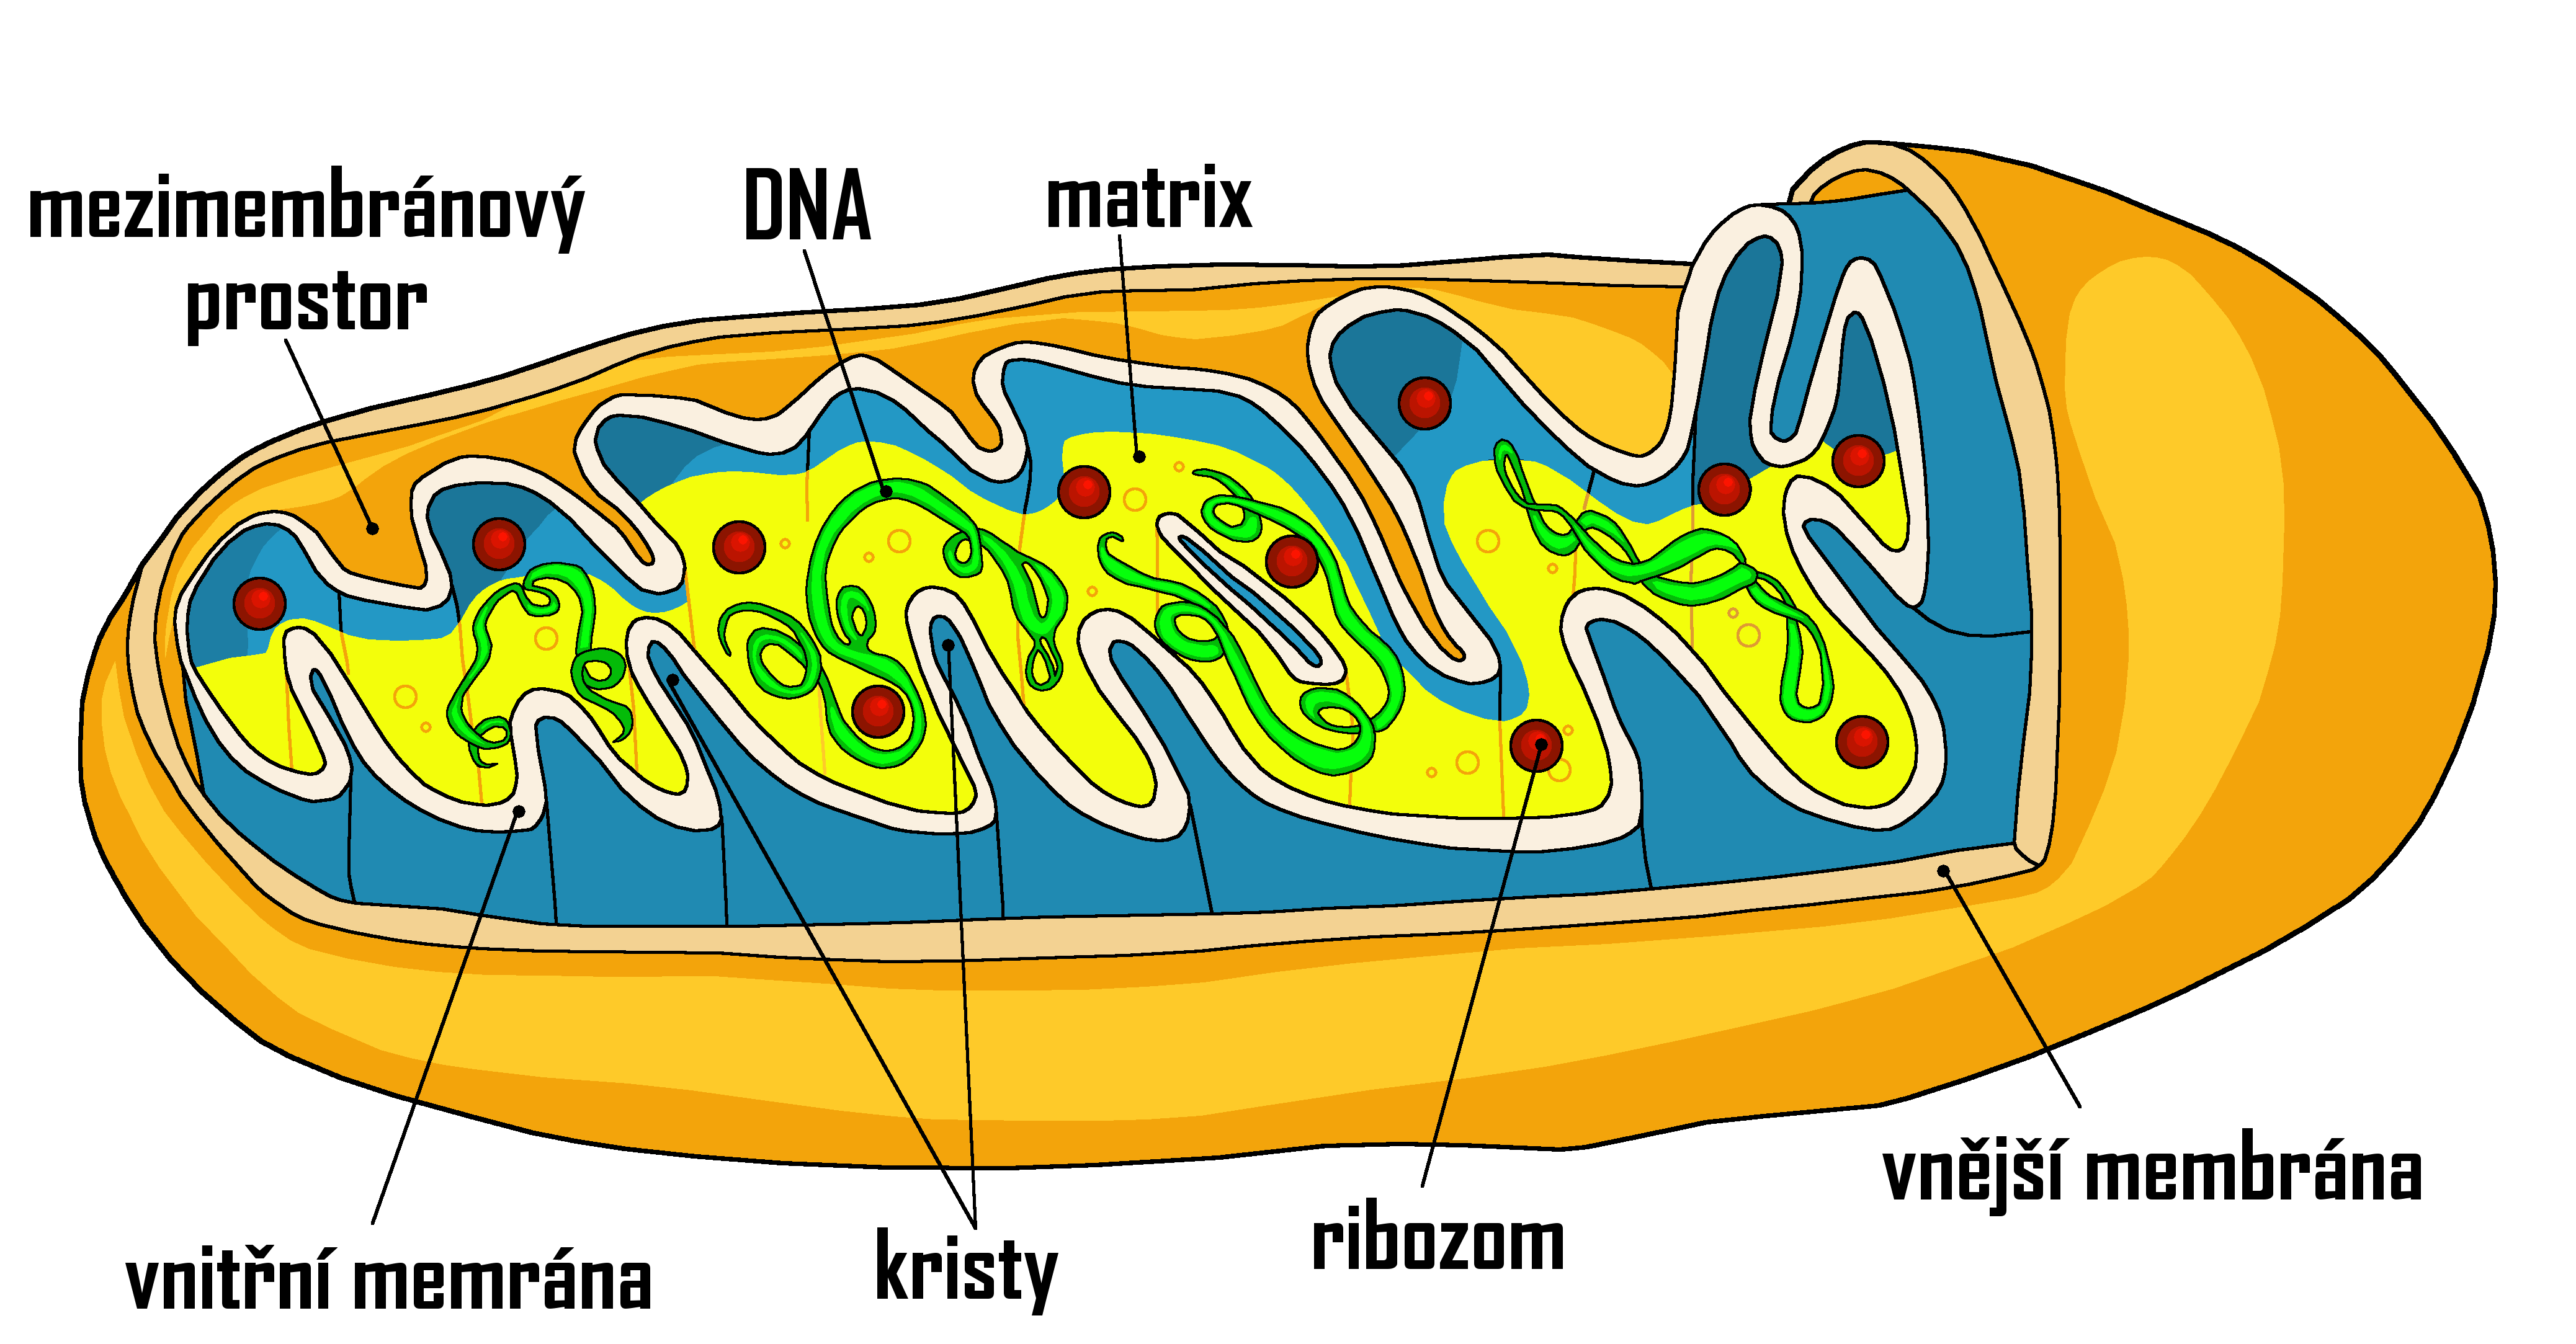 mezimembránový
prostor
DNA
matrix
vnitřní memrána
kristy
ribozom
vnější membrána